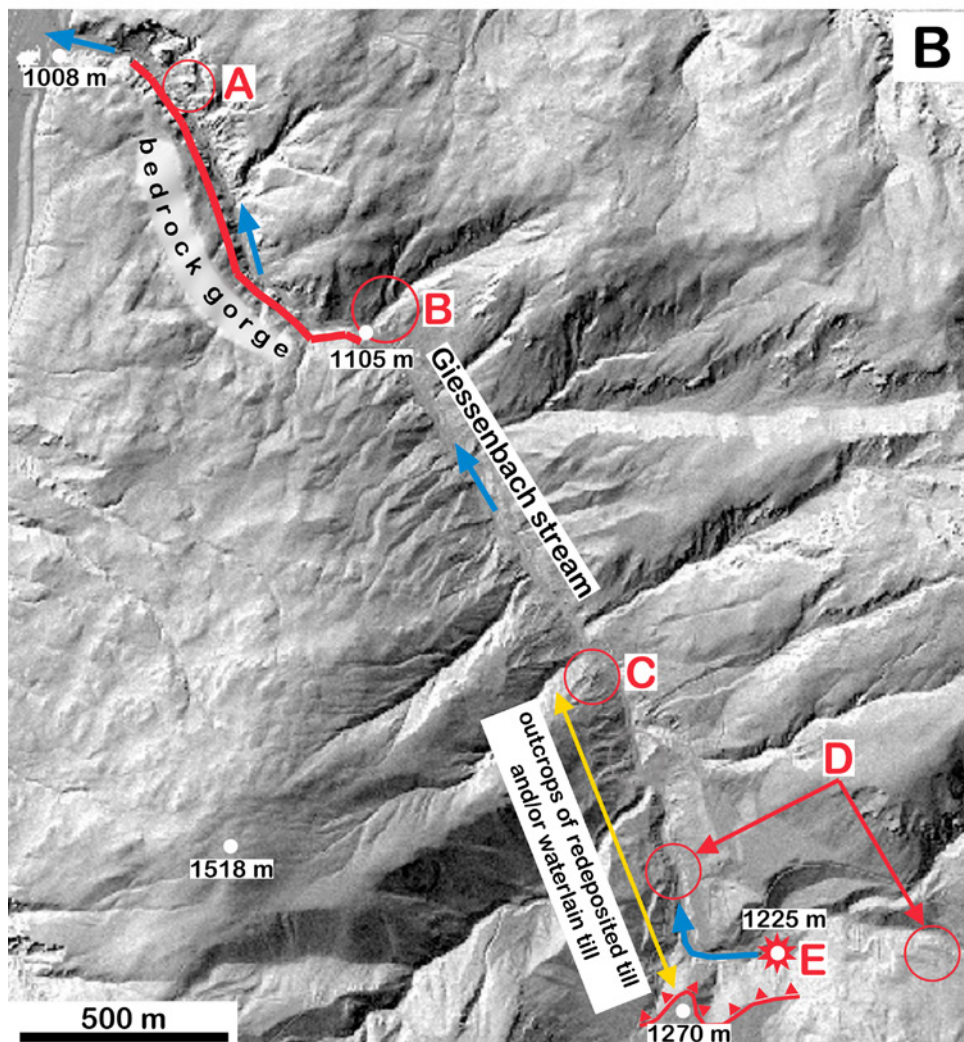 B
1008 m
A
bedrock gorge
B
1105 m
Giessenbach stream
C
outcrops of redeposited till
and/or waterlain till
D
1518 m
1225 m
E
1270 m
500 m